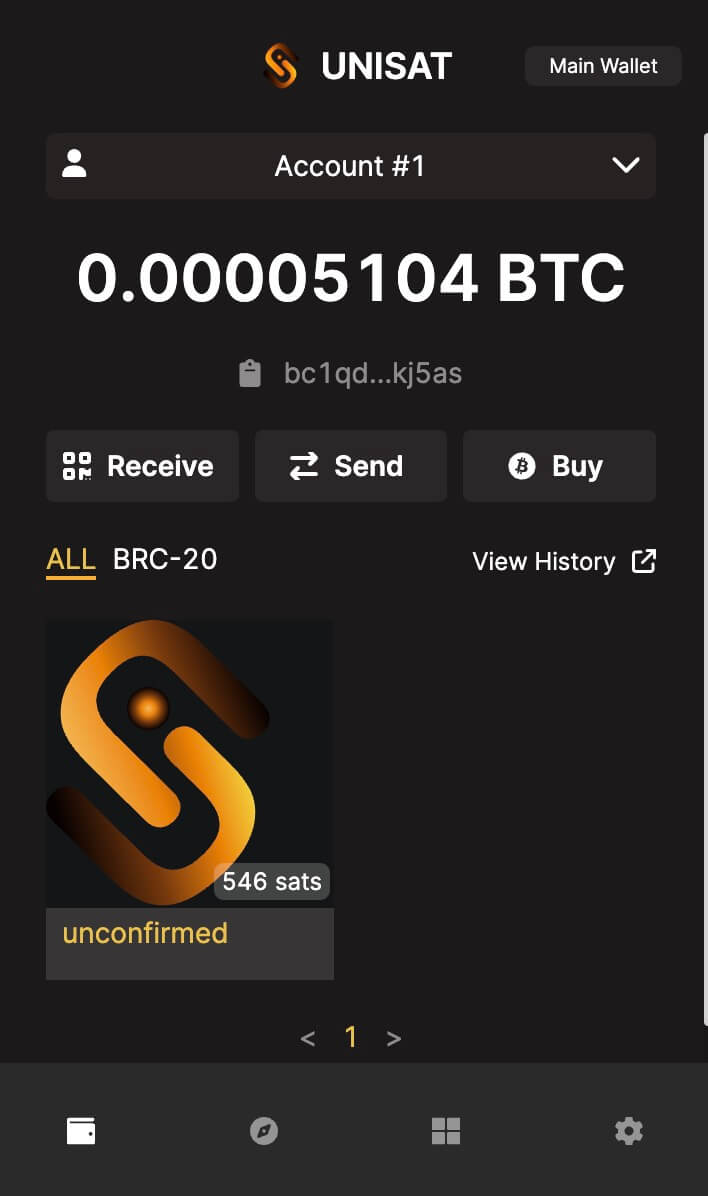 UNISAT
Main Wallet
Account #1
0.00005104 BTC
bc1qd...kj5as
Receive
Send
Buy
ALL
BRC-20
View History
546 sats
unconfirmed
< 1 >